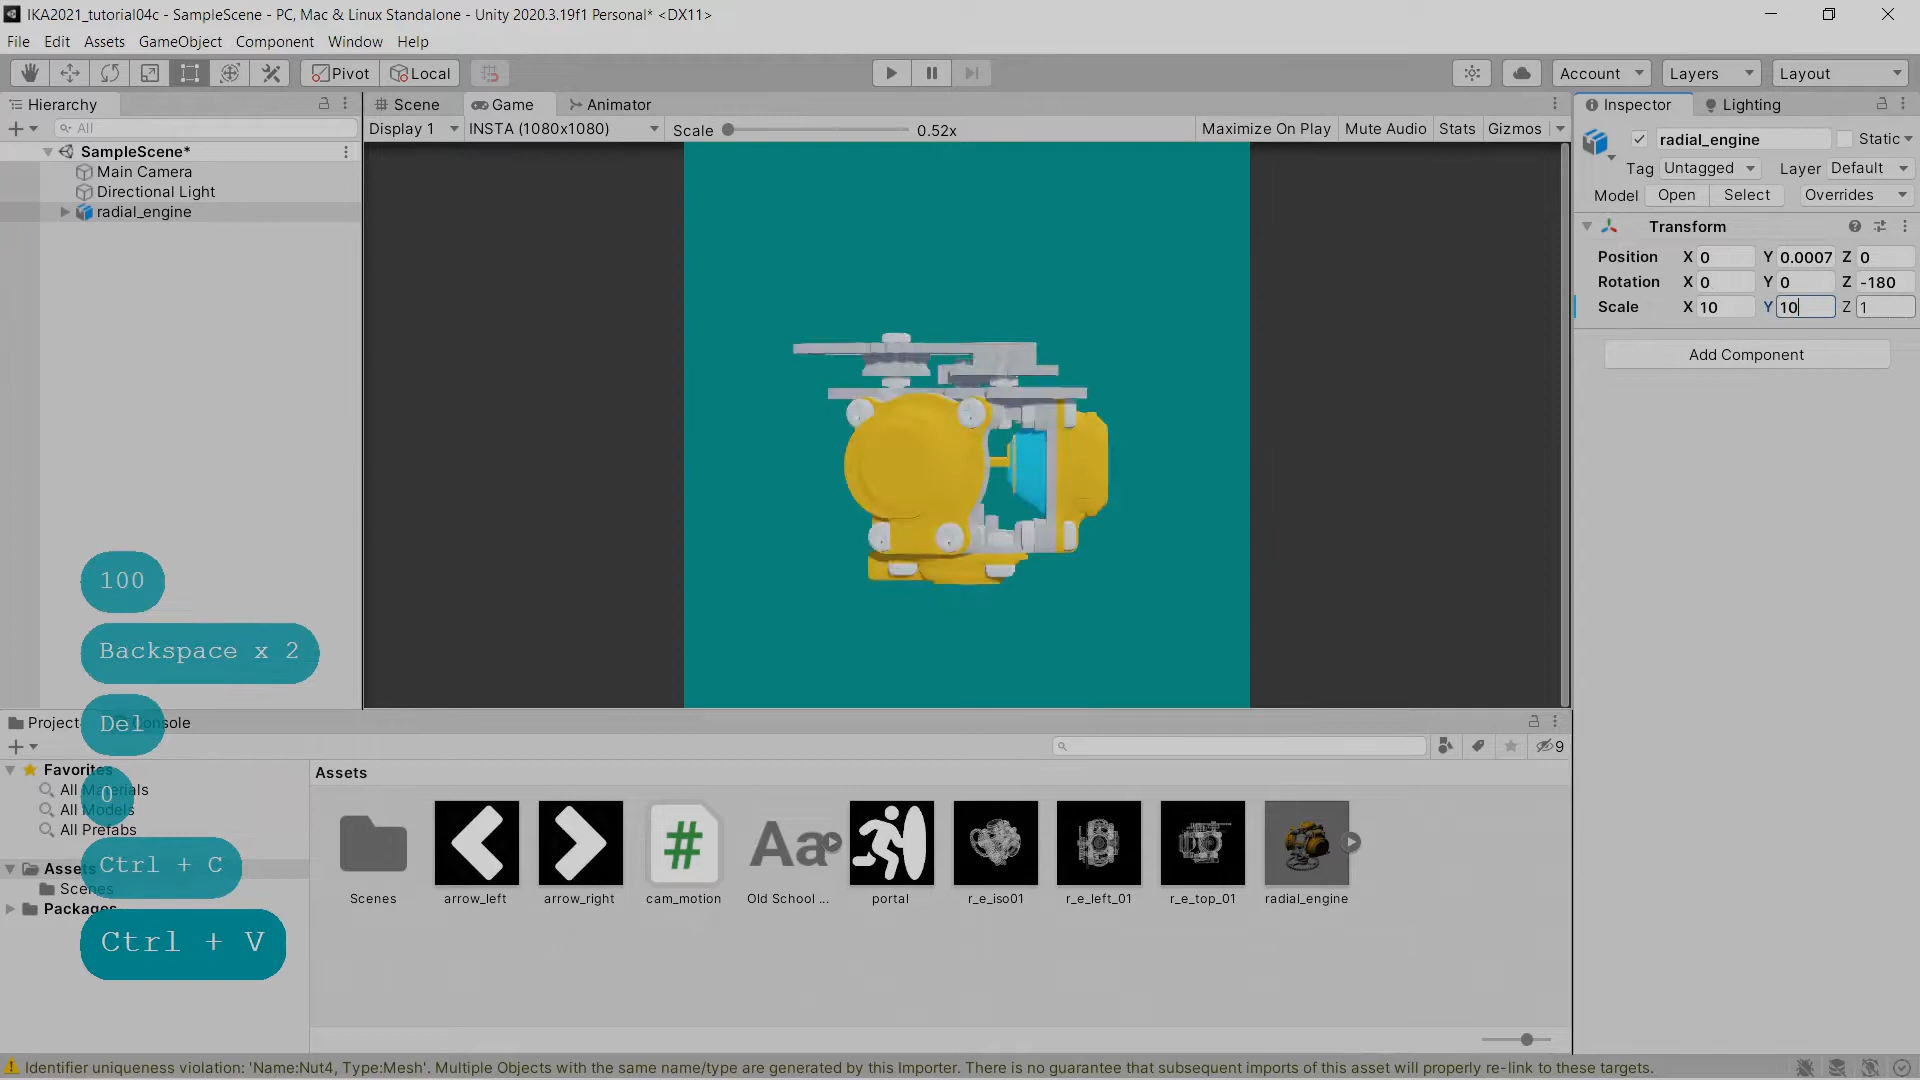 IKA2021_tutorial04c - SampleScene - PC, Mac & Linux Standalone - Unity 2020.3.19f1 Personal* <DX11>
File Edit Assets GameObject Component Window Help
Pivot Local Account Layers Layout
Hierarchy
All
SampleScene*
Main Camera
Directional Light
radial_engine
Scene Game Animator
Display 1 INSTA (1080x1080) Scale 0.52x Maximize On Play Mute Audio Stats Gizmos
Inspector Lighting
radial_engine Static
Tag Untagged Layer Default
Model Open Select Overrides
Transform
Position X 0 Y 0.0007 Z 0
Rotation X 0 Y 0 Z -180
Scale X 10 Y 10 Z 1
Add Component
100
Backspace x 2
Del
0
Ctrl + C
Ctrl + V
Project Console
9
Favorites
All Materials
All Models
All Prefabs
Assets
Scenes
Packages
Assets
Aa
#
Scenes arrow_left arrow_right cam_motion Old School ... portal r_e_iso01 r_e_left_01 r_e_top_01 radial_engine
Identifier uniqueness violation: 'Name:Nut4, Type:Mesh'. Multiple Objects with the same name/type are generated by this Importer. There is no guarantee that subsequent imports of this asset will properly re-link to these targets.